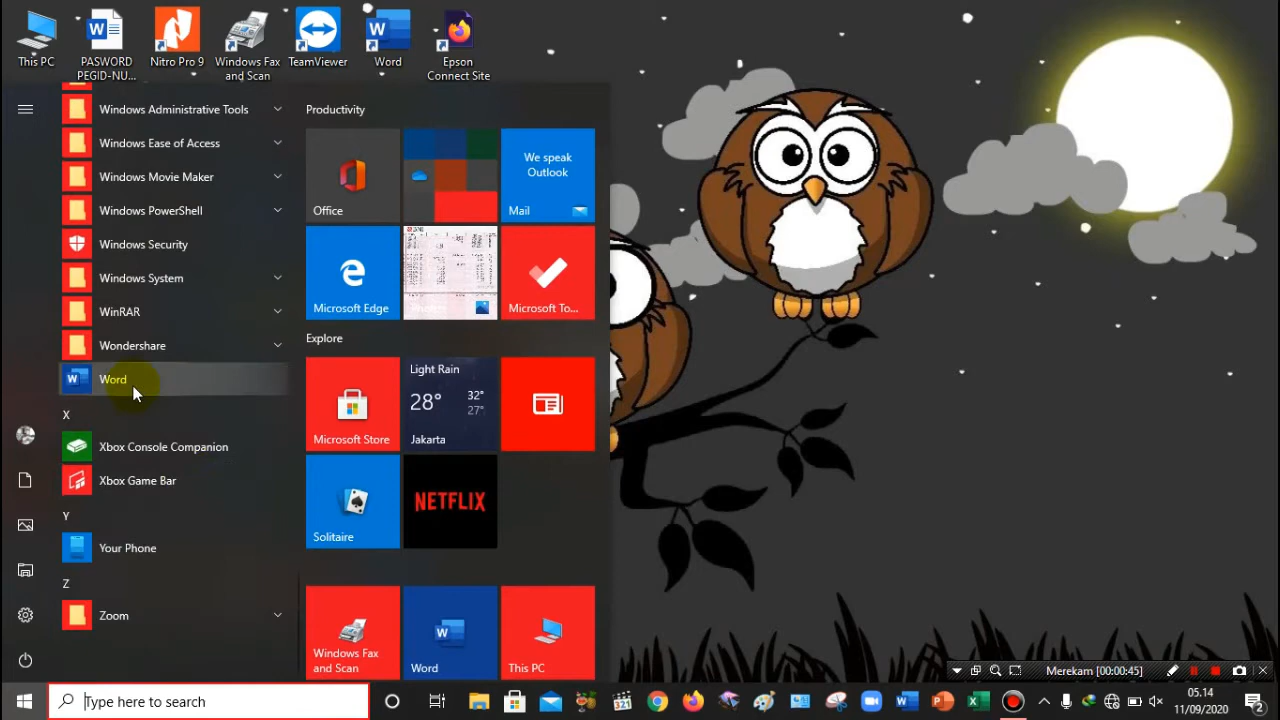 This PC
PASWORD
PEGID-NU...
Nitro Pro 9
Windows Fax
and Scan
TeamViewer
Word
Epson
Connect Site
Windows Administrative Tools
Windows Ease of Access
Windows Movie Maker
Windows PowerShell
Windows Security
Windows System
WinRAR
Wondershare
Word
X
Xbox Console Companion
Xbox Game Bar
Y
Your Phone
Z
Zoom
Productivity
Office
We speak
Outlook
Mail
Microsoft Edge
Microsoft To...
Explore
Microsoft Store
Light Rain
28° 32°
27°
Jakarta
Solitaire
NETFLIX
Windows Fax
and Scan
Word
This PC
Merekam [00:00:45]
Type here to search
321
05.14
11/09/2020
2